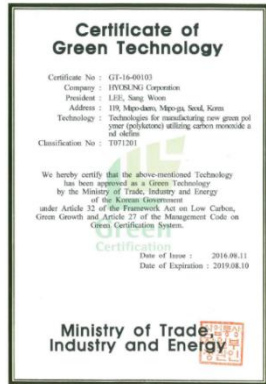 Certificate of
Green Technology
Certificate No : GT-16-00103
Company : HYOSUNG Corporation
President : LEE, Sang Woon
Address : 119, Mapo-daero, Mapo-gu, Seoul, Korea
Technology : Technologies for manufacturing new green pol
ymer (polyketone) utilizing carbon monoxide a
nd olefins
Classification No : T071201
We hereby certify that the above-mentioned Technology
has been approved as a Green Technology
by the Ministry of Trade, Industry and Energy
of the Korean Government
under Article 32 of the Framework Act on Low Carbon,
Green Growth and Article 27 of the Management Code on
Green Certification System.
Green
Certification
Date of Issue : 2016.08.11
Date of Expiration : 2019.08.10
Ministry of Trade,
Industry and Energy